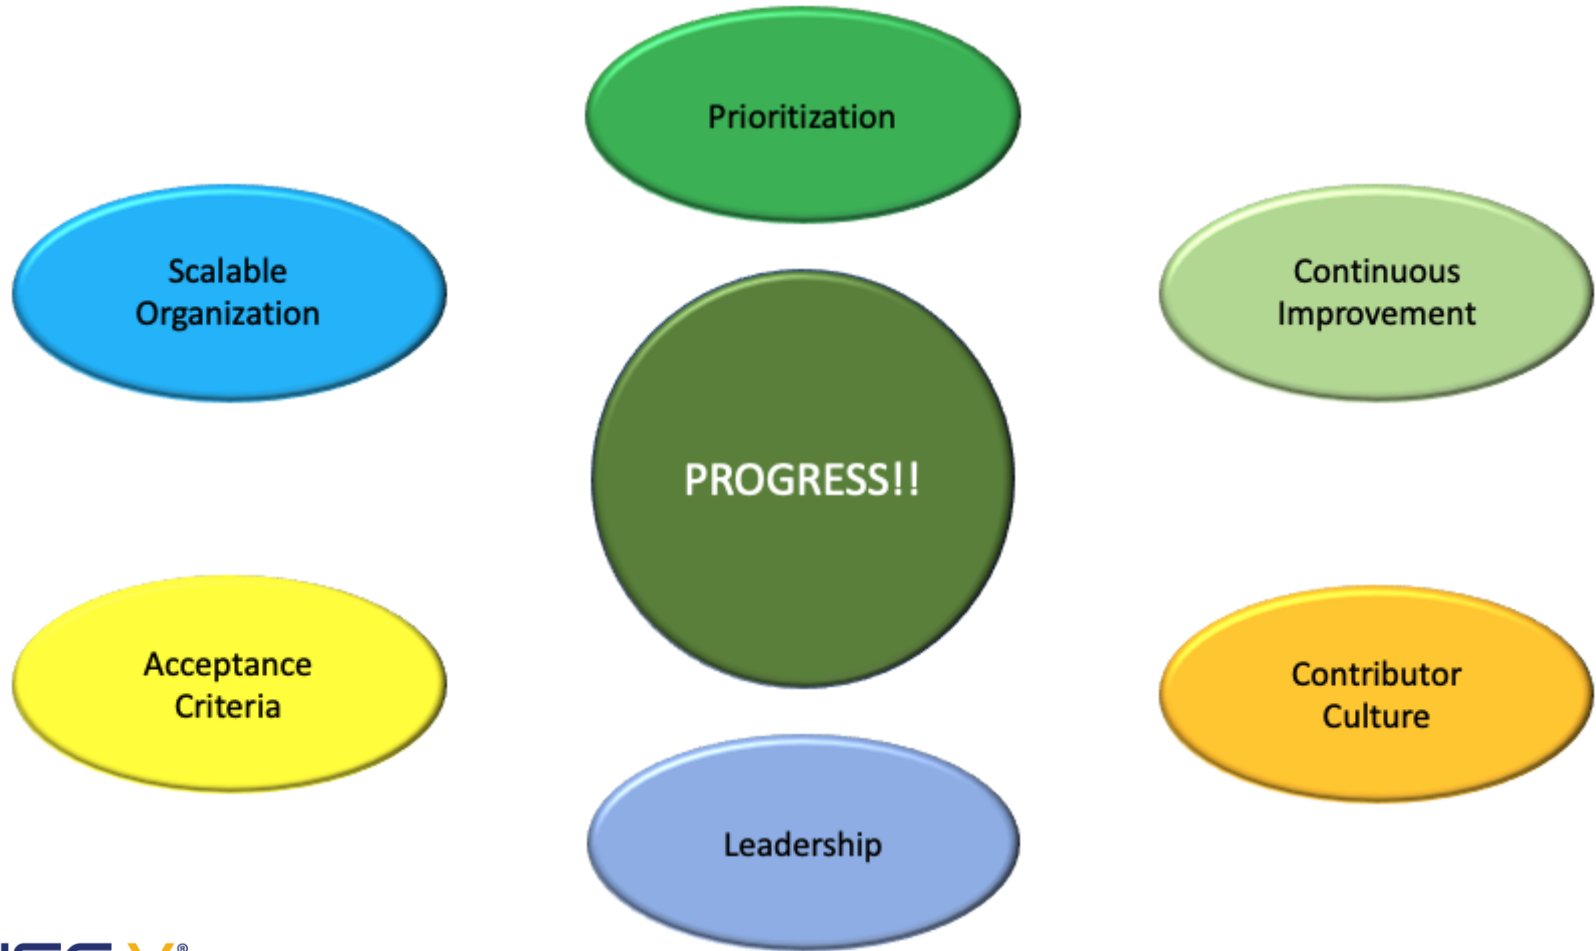 Prioritization
Scalable
Organization
Continuous
Improvement
PROGRESS!!
Acceptance
Criteria
Contributor
Culture
Leadership